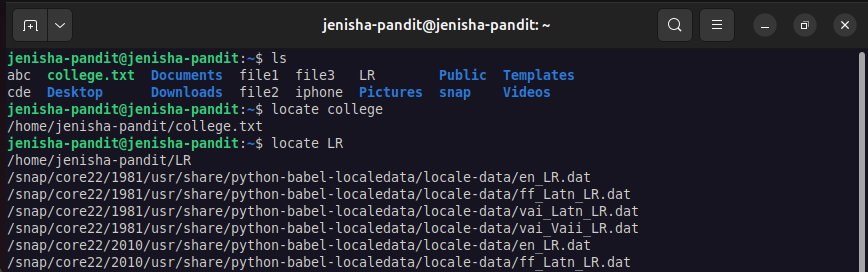 jenisha-pandit@jenisha-pandit: ~
jenisha-pandit@jenisha-pandit:~$ ls
abc  college.txt  Documents  file1  file3   LR        Public  Templates
cde  Desktop      Downloads  file2  iphone  Pictures  snap    Videos
jenisha-pandit@jenisha-pandit:~$ locate college
/home/jenisha-pandit/college.txt
jenisha-pandit@jenisha-pandit:~$ locate LR
/home/jenisha-pandit/LR
/snap/core22/1981/usr/share/python-babel-localedata/locale-data/en_LR.dat
/snap/core22/1981/usr/share/python-babel-localedata/locale-data/ff_Latn_LR.dat
/snap/core22/1981/usr/share/python-babel-localedata/locale-data/vai_Latn_LR.dat
/snap/core22/1981/usr/share/python-babel-localedata/locale-data/vai_Vaii_LR.dat
/snap/core22/2010/usr/share/python-babel-localedata/locale-data/en_LR.dat
/snap/core22/2010/usr/share/python-babel-localedata/locale-data/ff_Latn_LR.dat